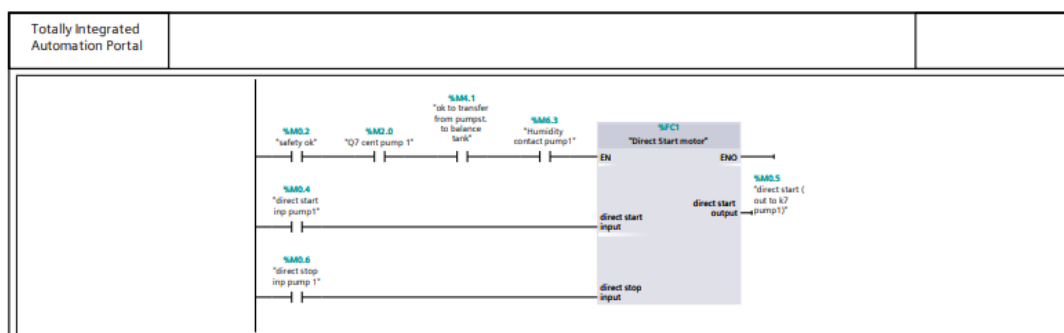 Totally Integrated
Automation Portal
%M4.1
"ok to transfer
from pumpst.
to balance
tank"
%M0.2
"safety ok"
%M2.0
"Q7 cent pump 1"
%M6.3
"Humidity
contact pump1"
%FC1
"Direct Start motor"
EN
ENO
%M0.4
"direct start
inp pump1"
direct start
input
direct start
output
%M0.5
"direct start (
out to k7
pump1)"
%M0.6
"direct stop
inp pump 1"
direct stop
input